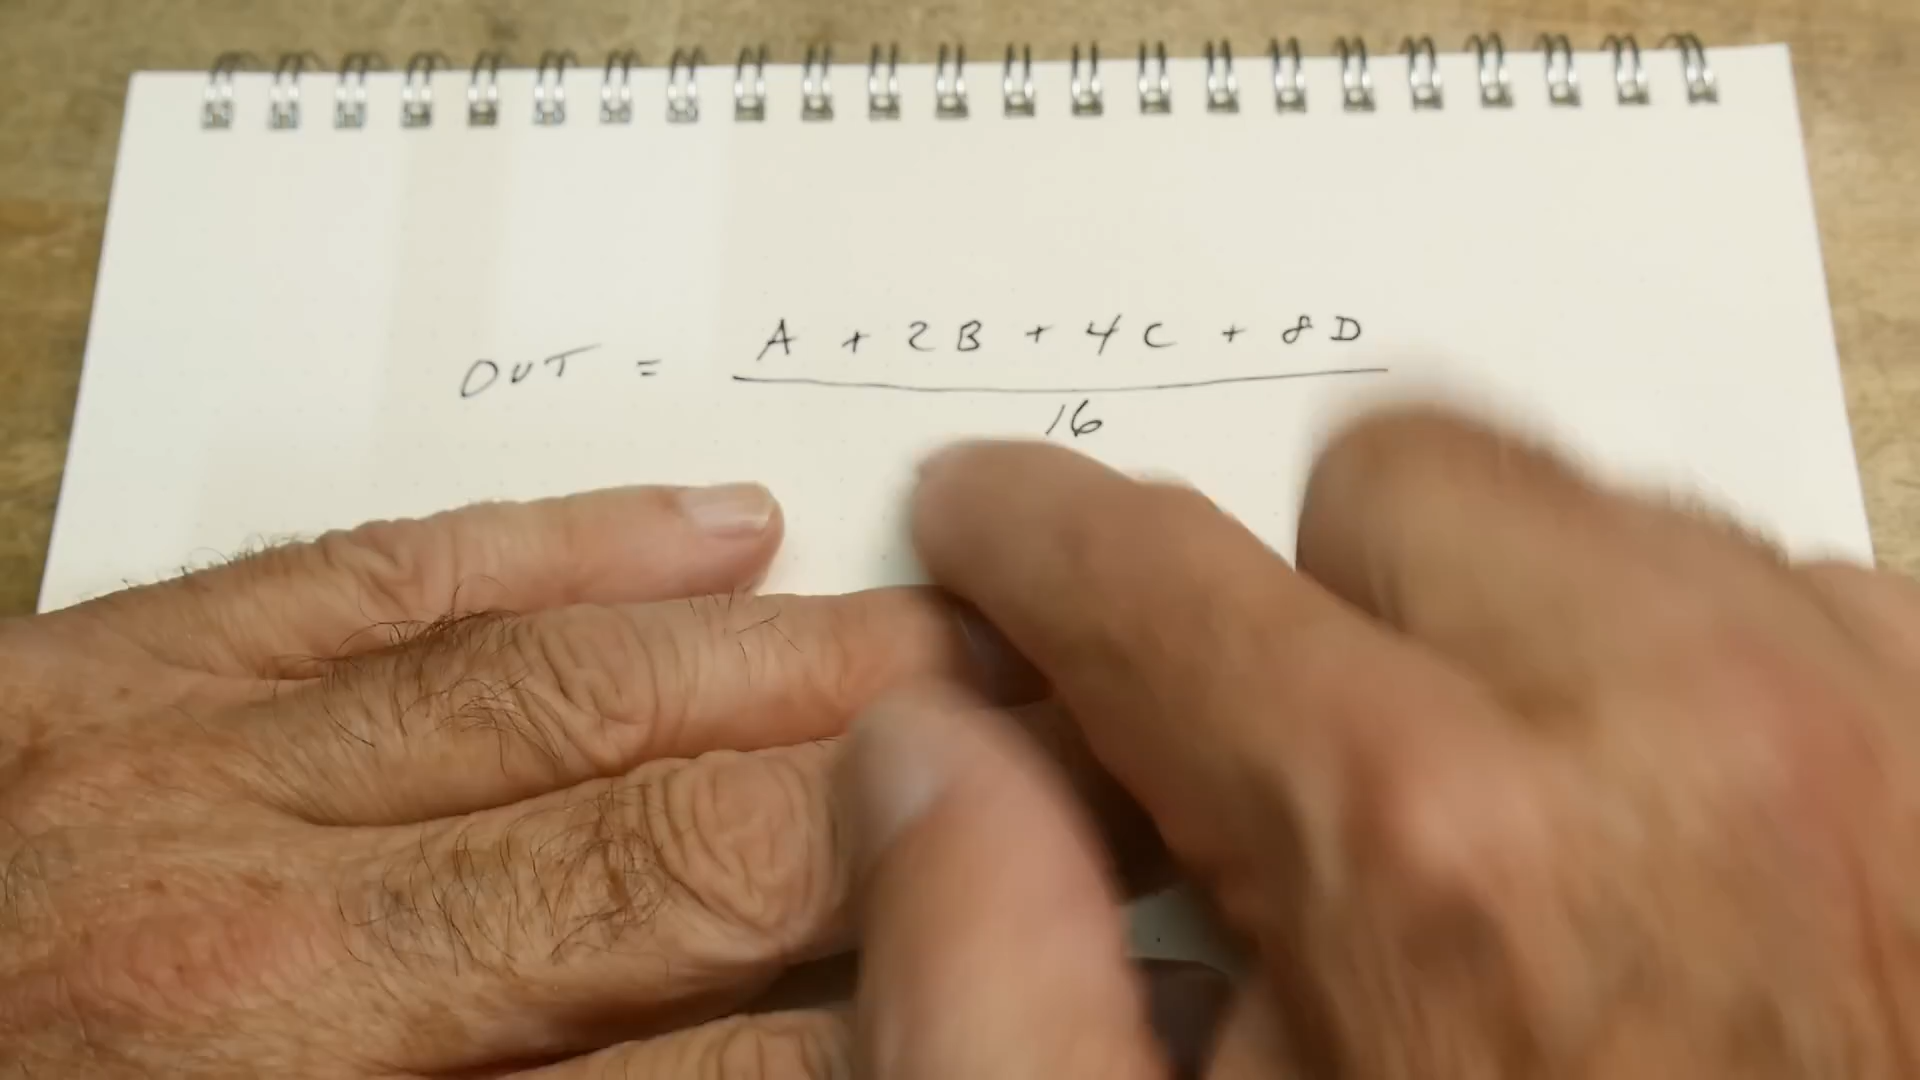 OUT = A + 2B + 4C + 8D
16